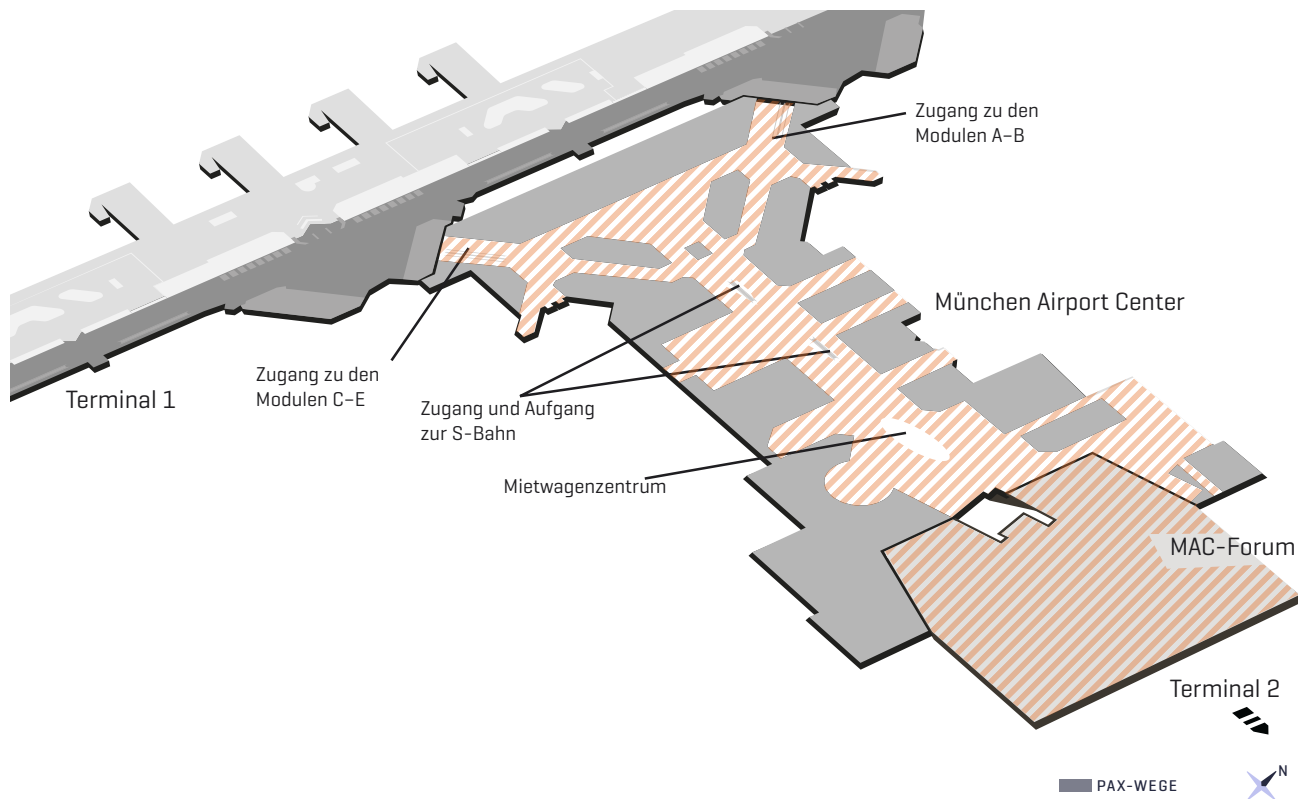 Zugang zu den
Modulen A–B
München Airport Center
Terminal 1
Zugang zu den
Modulen C–E
Zugang und Aufgang
zur S-Bahn
Mietwagenzentrum
MAC-Forum
Terminal 2
PAX-WEGE
N